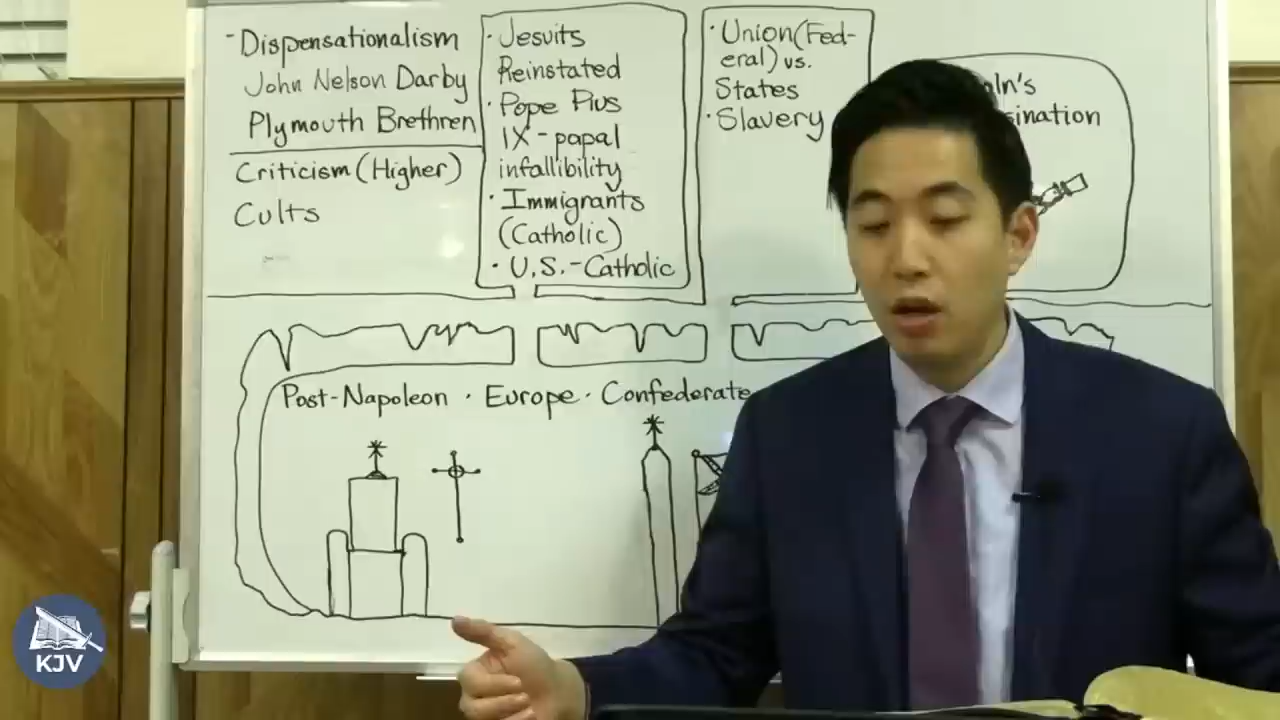 - Dispensationalism
John Nelson Darby
Plymouth Brethren
Criticism (Higher)
Cults
· Jesuits
Reinstated
· Pope Pius
IX - papal
infallibility
· Immigrants
(Catholic)
· U.S. - Catholic
· Union (Fed-
eral) vs.
States
· Slavery
Post-Napoleon · Europe · Confederate
KJV